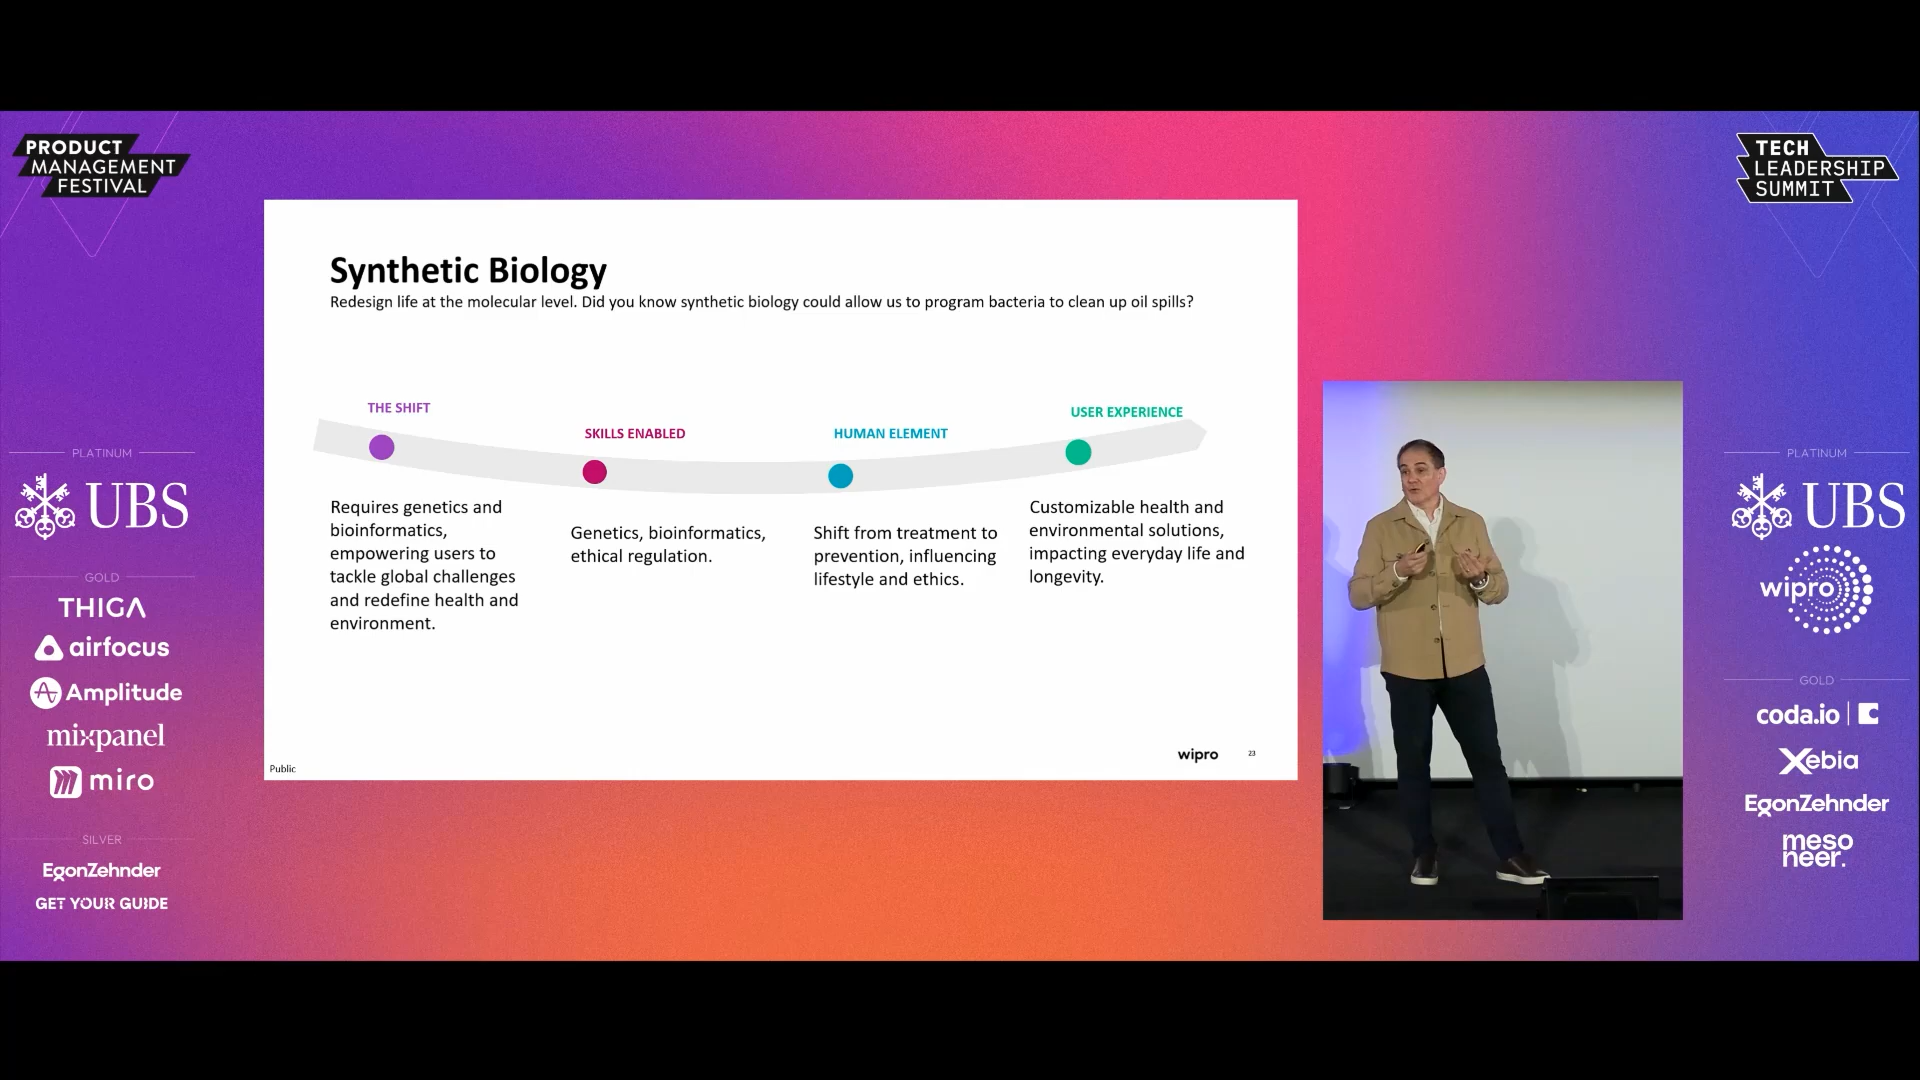 PRODUCT
MANAGEMENT
FESTIVAL
PLATINUM
UBS
GOLD
THIGA
airfocus
Amplitude
mixpanel
miro
SILVER
EgonZehnder
GET YOUR GUIDE
Synthetic Biology
Redesign life at the molecular level. Did you know synthetic biology could allow us to program bacteria to clean up oil spills?
THE SHIFT
Requires genetics and
bioinformatics,
empowering users to
tackle global challenges
and redefine health and
environment.
SKILLS ENABLED
Genetics, bioinformatics,
ethical regulation.
HUMAN ELEMENT
Shift from treatment to
prevention, influencing
lifestyle and ethics.
USER EXPERIENCE
Customizable health and
environmental solutions,
impacting everyday life and
longevity.
Public
wipro
23
TECH
LEADERSHIP
SUMMIT
PLATINUM
UBS
wipro
GOLD
coda.io
Xebia
EgonZehnder
meso
neer.